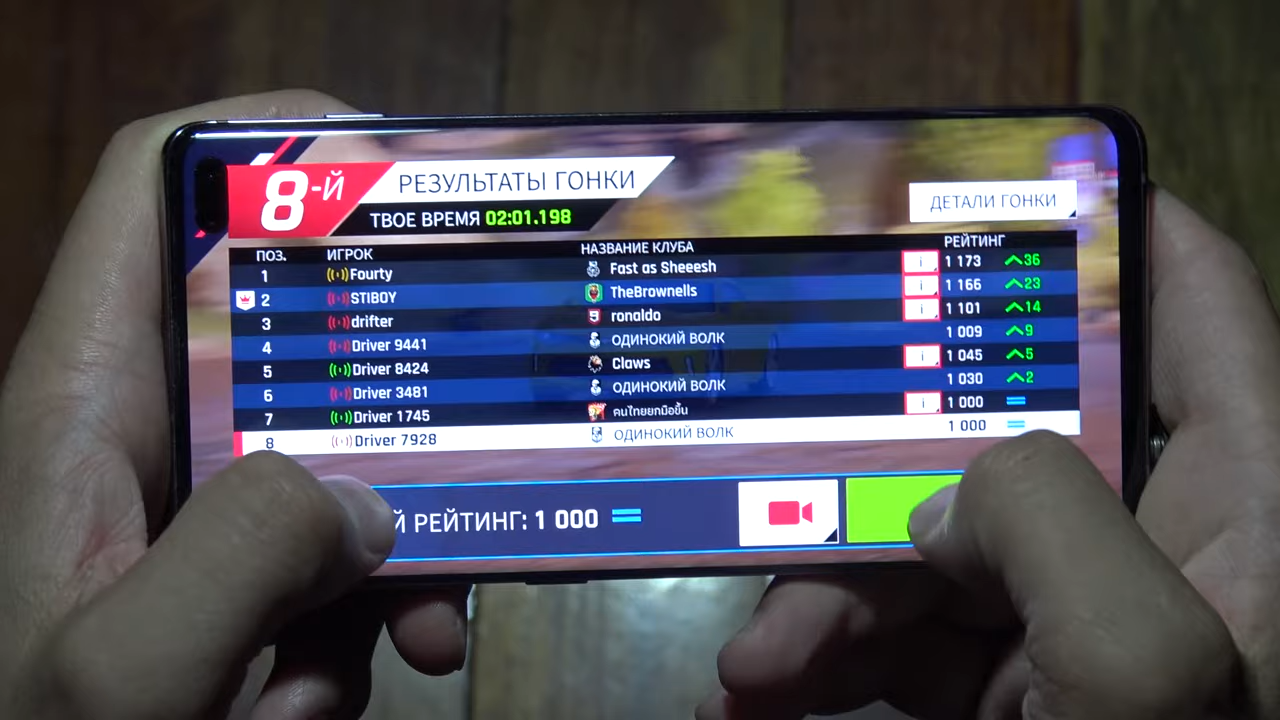 8-Й РЕЗУЛЬТАТЫ ГОНКИ
ТВОЕ ВРЕМЯ 02:01.198
ДЕТАЛИ ГОНКИ
ПОЗ. ИГРОК НАЗВАНИЕ КЛУБА РЕЙТИНГ
1 Fourty Fast as Sheeesh i 1 173 36
2 STIBOY TheBrownells i 1 166 23
3 drifter 9 ronaldo i 1 101 14
4 Driver 9441 ОДИНОКИЙ ВОЛК 1 009 9
5 Driver 8424 Claws i 1 045 5
6 Driver 3481 ОДИНОКИЙ ВОЛК 1 030 2
7 Driver 1745 คนไทยยกมือขึ้น i 1 000
8 Driver 7928 ОДИНОКИЙ ВОЛК 1 000
Й РЕЙТИНГ: 1 000